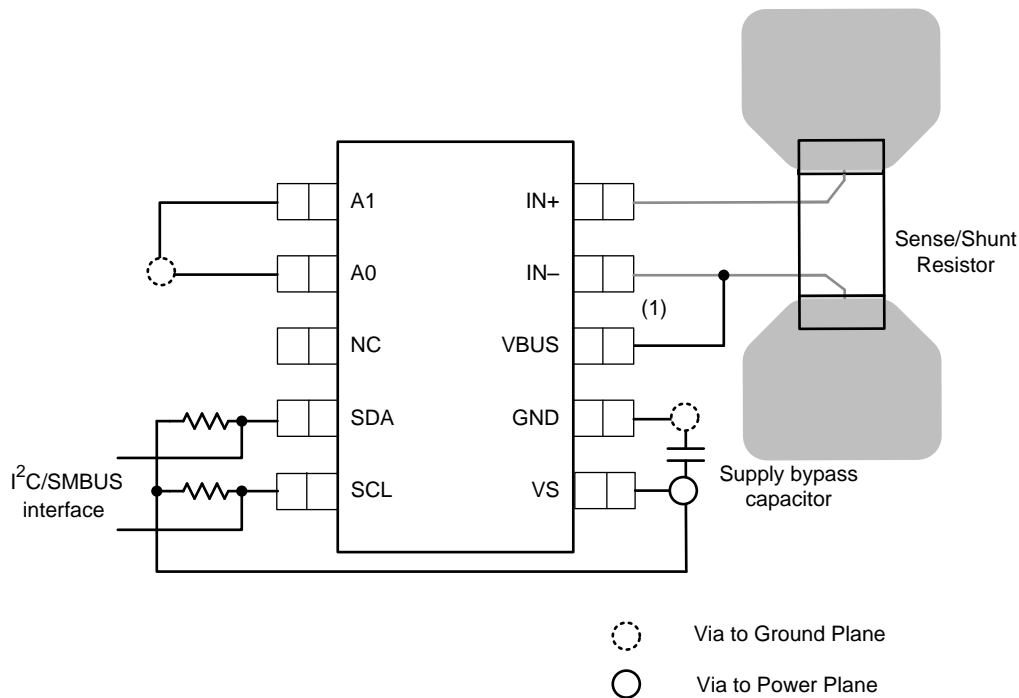 A1
A0
NC
SDA
SCL
IN+
IN–
VBUS
GND
VS
(1)
Sense/Shunt
Resistor
Supply bypass
capacitor
I²C/SMBUS
interface
Via to Ground Plane
Via to Power Plane